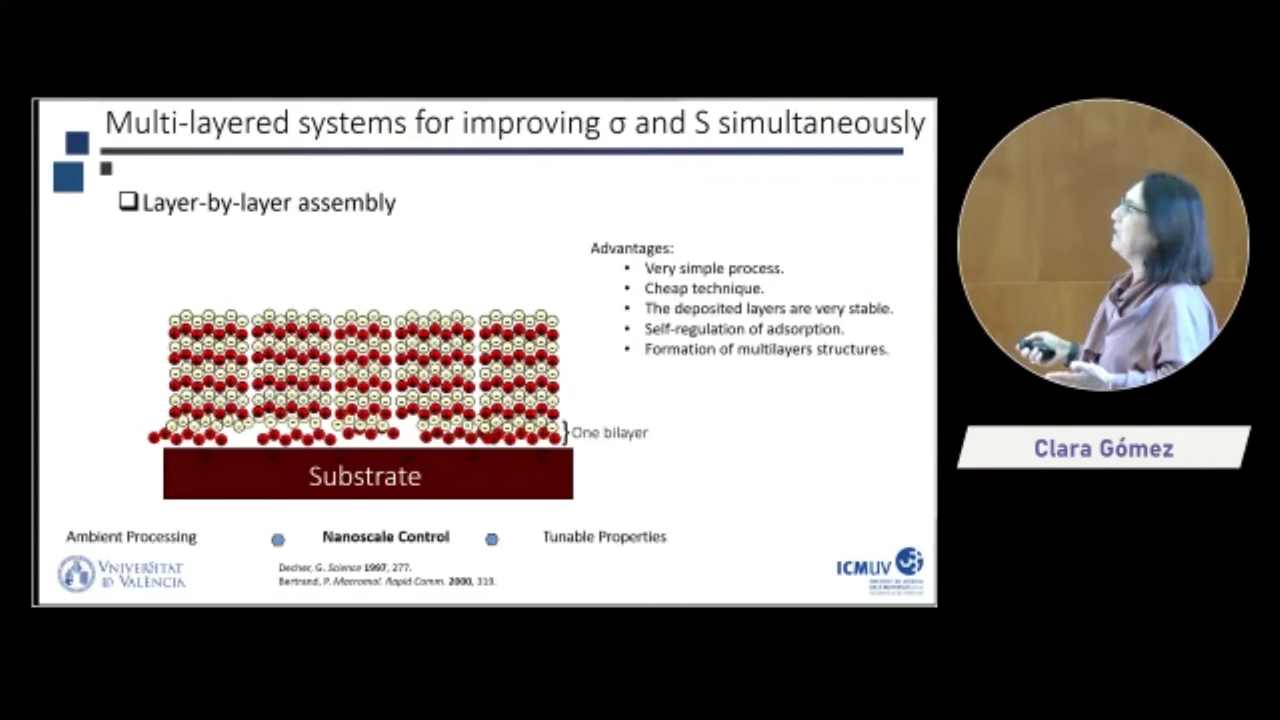 Multi-layered systems for improving σ and S simultaneously
Layer-by-layer assembly
Advantages:
• Very simple process.
• Cheap technique.
• The deposited layers are very stable.
• Self-regulation of adsorption.
• Formation of multilayers structures.
} One bilayer
Substrate
Ambient Processing
Nanoscale Control
Tunable Properties
VNIVERSITAT
ID VALÈNCIA
Decher, G. Science 1997, 277.
Bertrand, P. Macromol. Rapid Comm. 2000, 319.
ICMUV
Clara Gómez